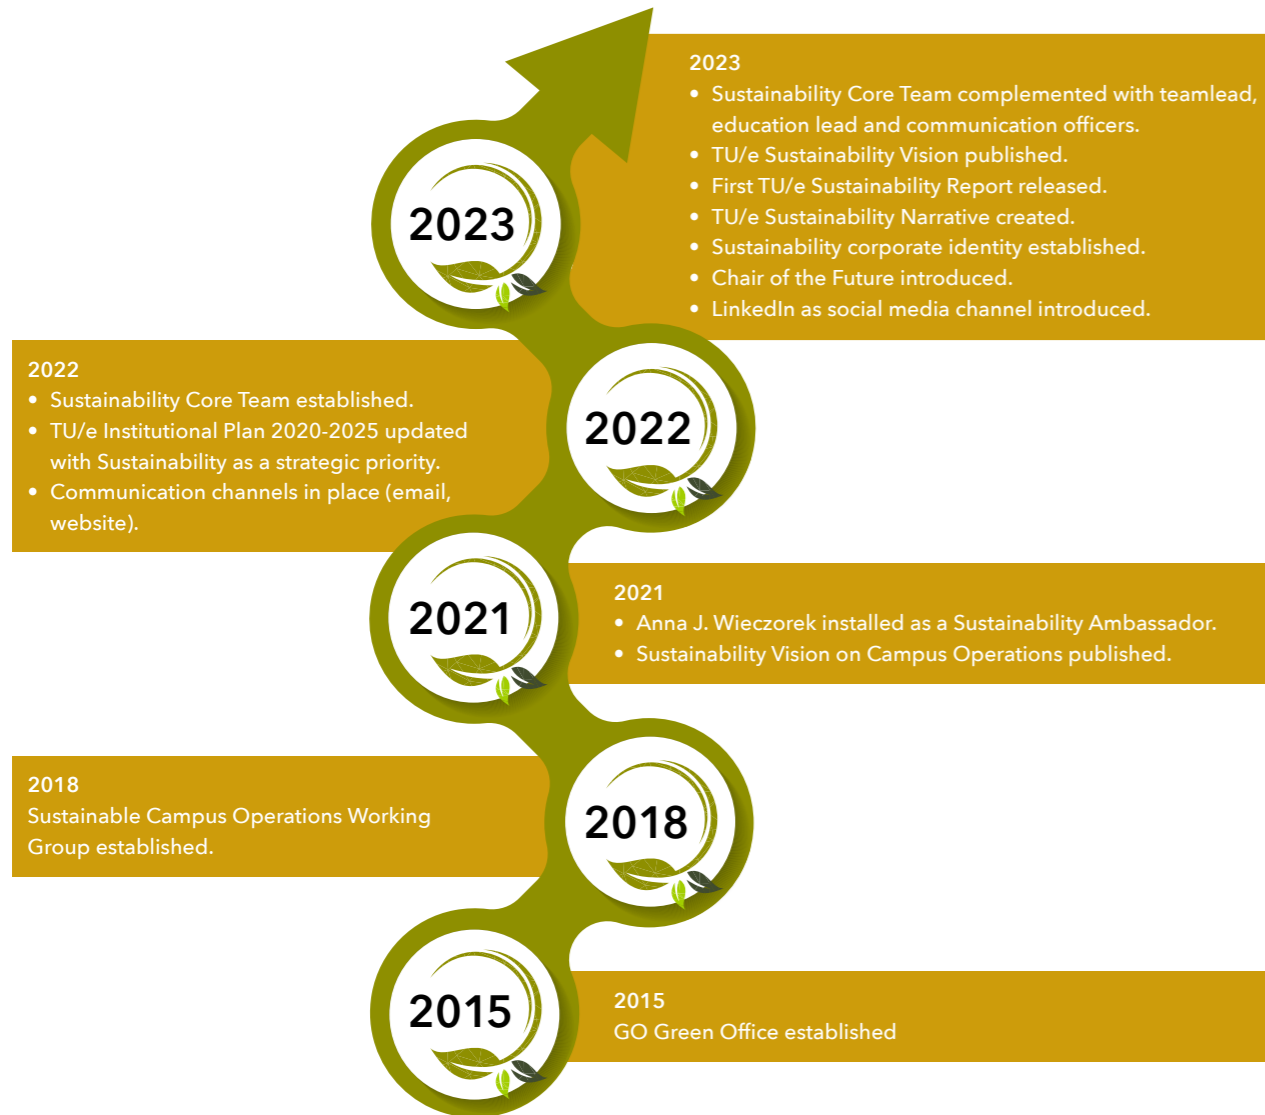 2023
• Sustainability Core Team complemented with teamlead,
education lead and communication officers.
• TU/e Sustainability Vision published.
• First TU/e Sustainability Report released.
• TU/e Sustainability Narrative created.
• Sustainability corporate identity established.
• Chair of the Future introduced.
• LinkedIn as social media channel introduced.
2023
2022
• Sustainability Core Team established.
• TU/e Institutional Plan 2020-2025 updated
with Sustainability as a strategic priority.
• Communication channels in place (email,
website).
2022
2021
2021
• Anna J. Wieczorek installed as a Sustainability Ambassador.
• Sustainability Vision on Campus Operations published.
2018
Sustainable Campus Operations Working
Group established.
2018
2015
2015
GO Green Office established